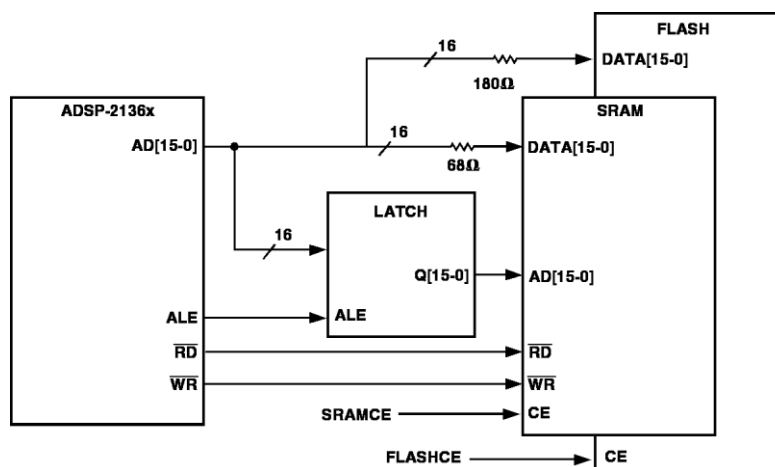 FLASH
16
DATA[15-0]
180Ω
ADSP-2136x
SRAM
AD[15-0]
16
DATA[15-0]
68Ω
LATCH
16
Q[15-0]
AD[15-0]
ALE
ALE
RD
RD
WR
WR
SRAMCE
CE
FLASHCE
CE